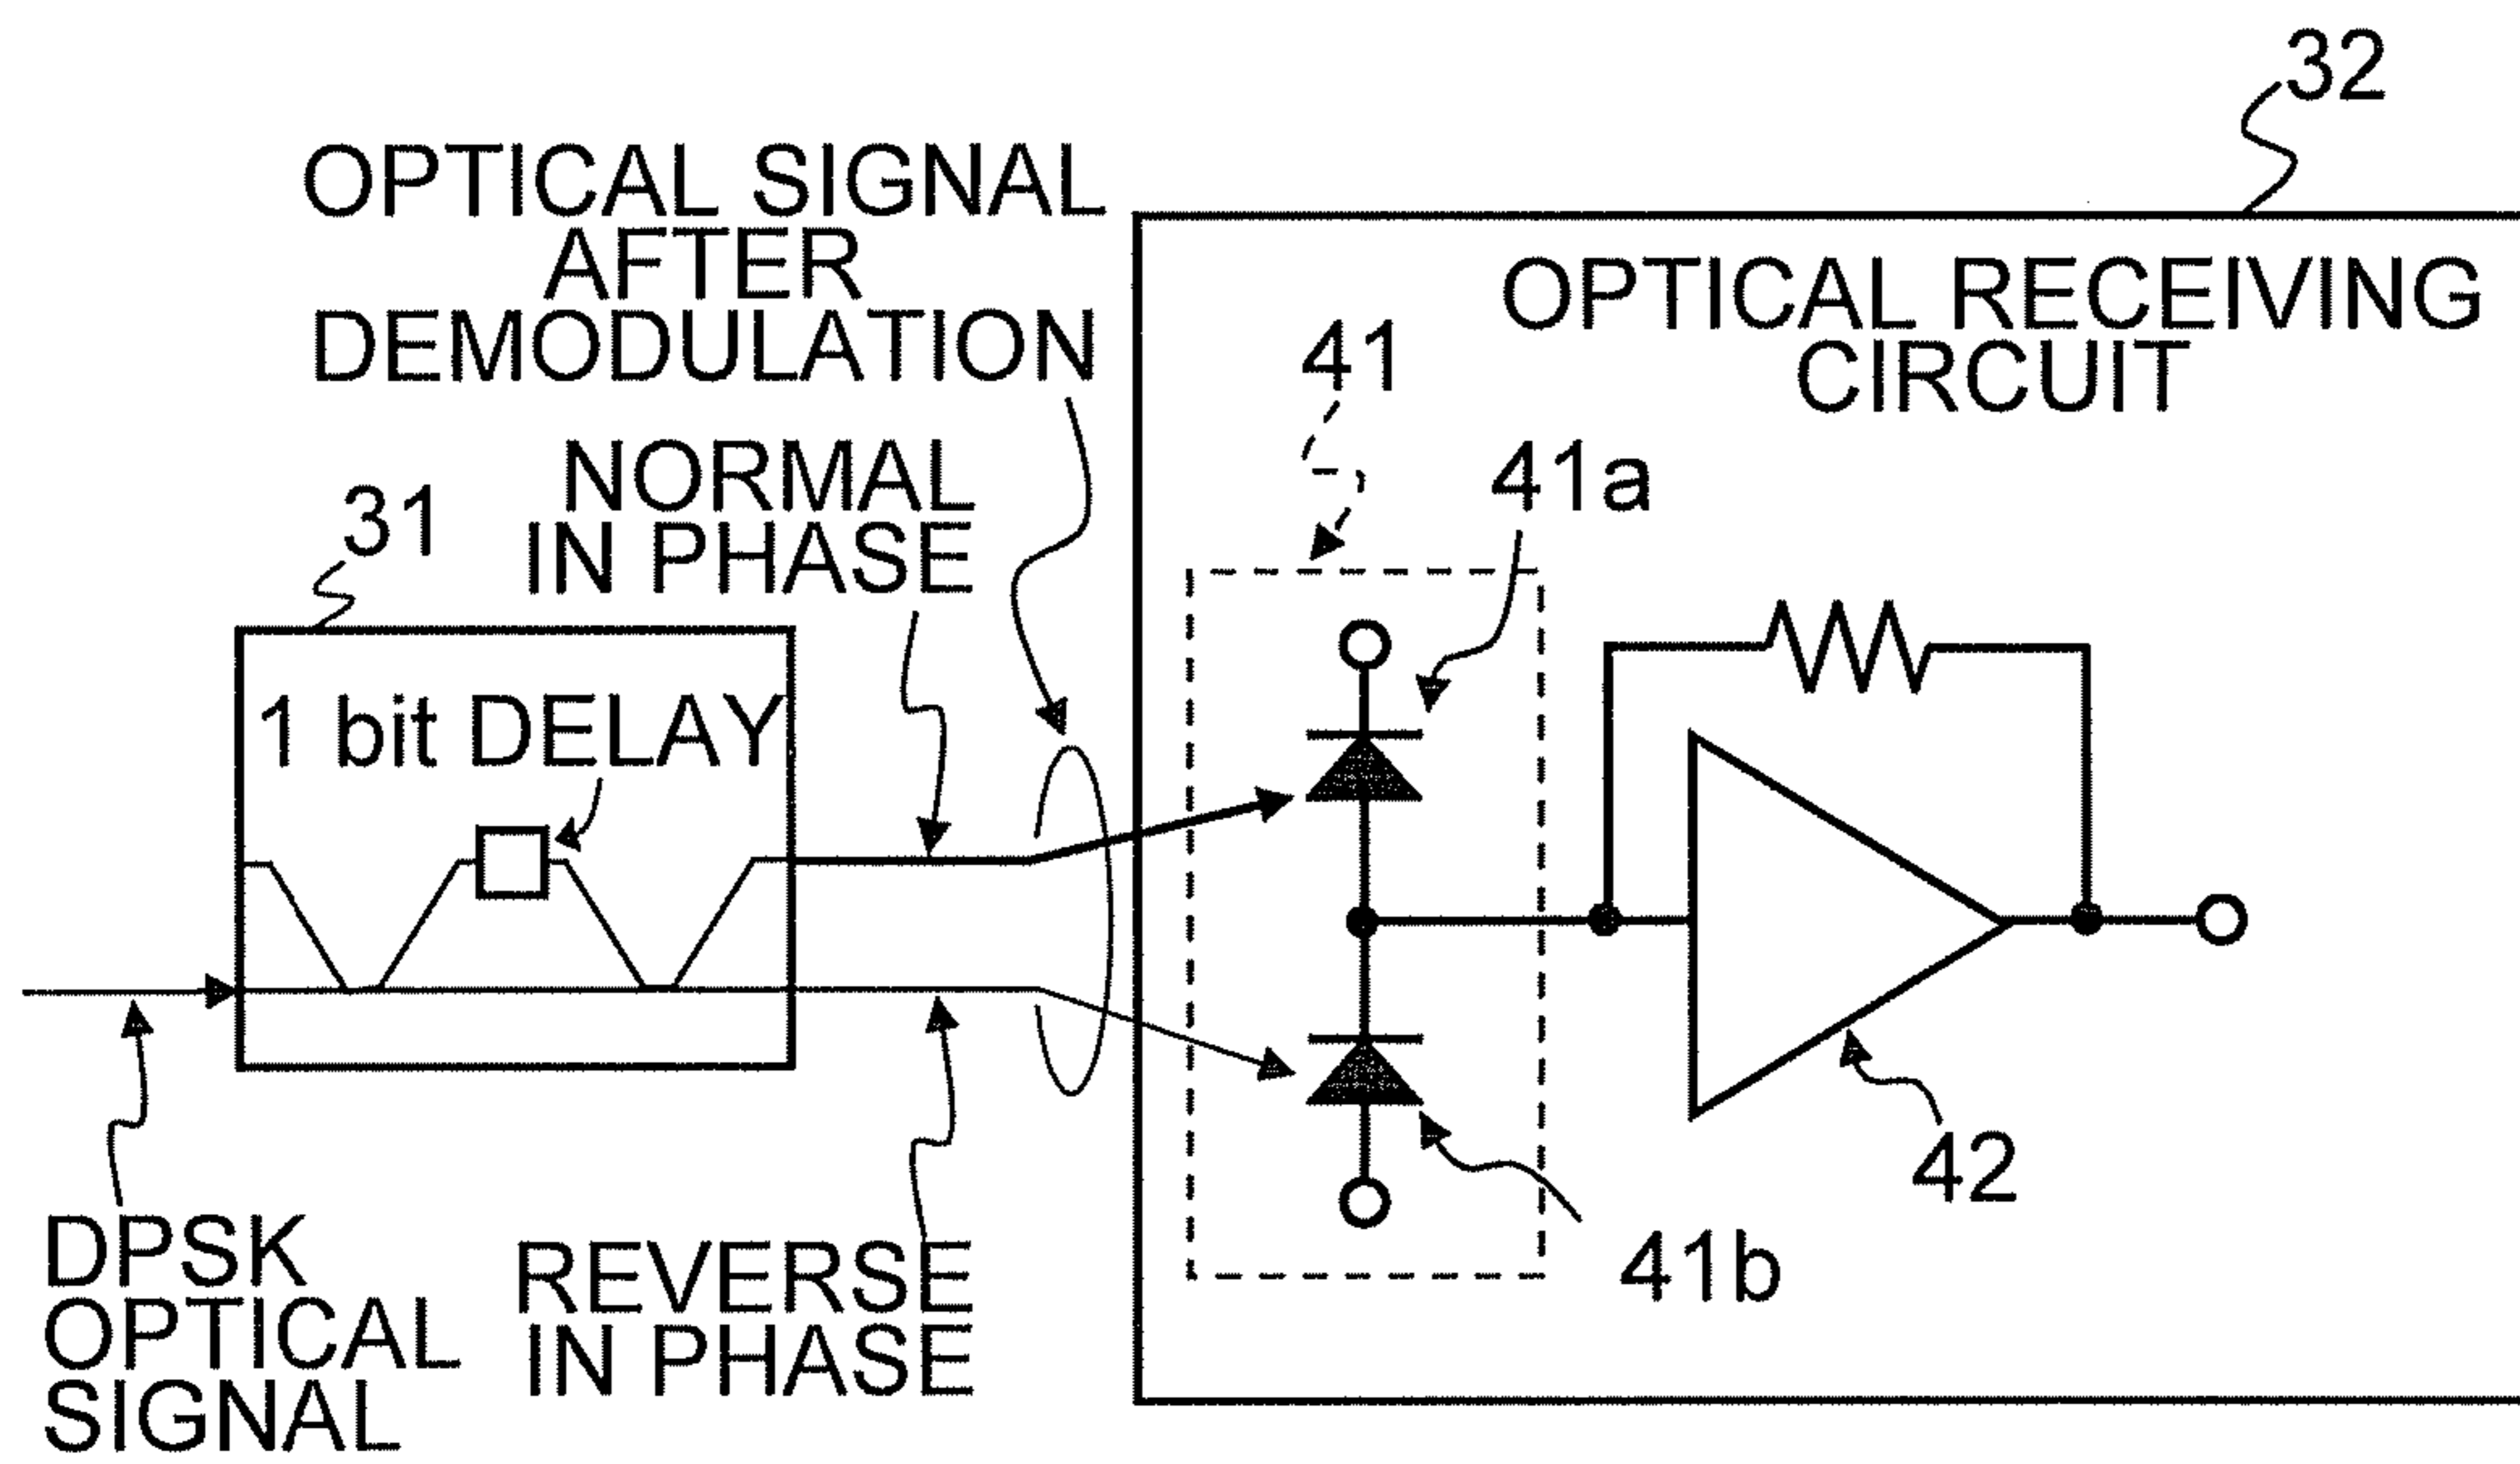 32
OPTICAL SIGNAL
AFTER
DEMODULATION
OPTICAL RECEIVING
CIRCUIT
41
NORMAL
IN PHASE
41a
31
1 bit DELAY
42
41b
DPSK
OPTICAL
SIGNAL
REVERSE
IN PHASE